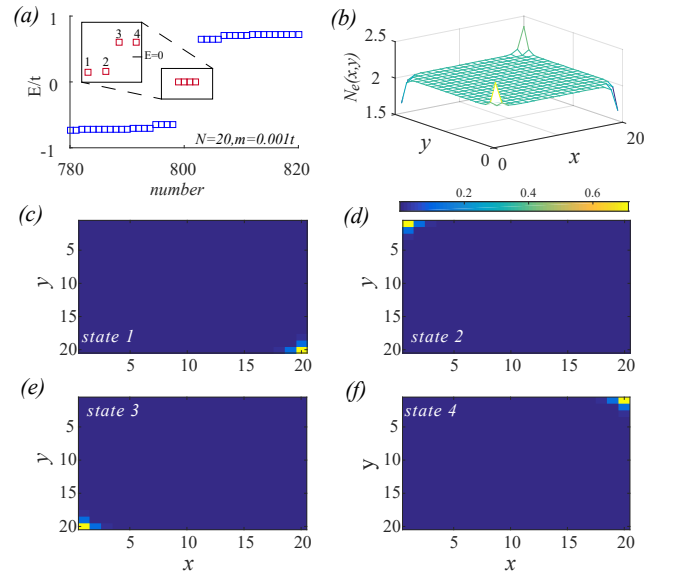 (a)
1
E/t
0
-1
1 2 3 4
E=0
N=20,m=0.001t
780 800 820
number
(b)
2.5
2
1.5
Ne(x,y)
y
0 0
x
20
0.2 0.4 0.6
(c)
5
10
15
20
y
state 1
5 10 15 20
(d)
5
10
15
20
y
state 2
5 10 15 20
(e)
5
10
15
20
y
state 3
5 10 15 20
x
(f)
5
10
15
20
y
state 4
5 10 15 20
x